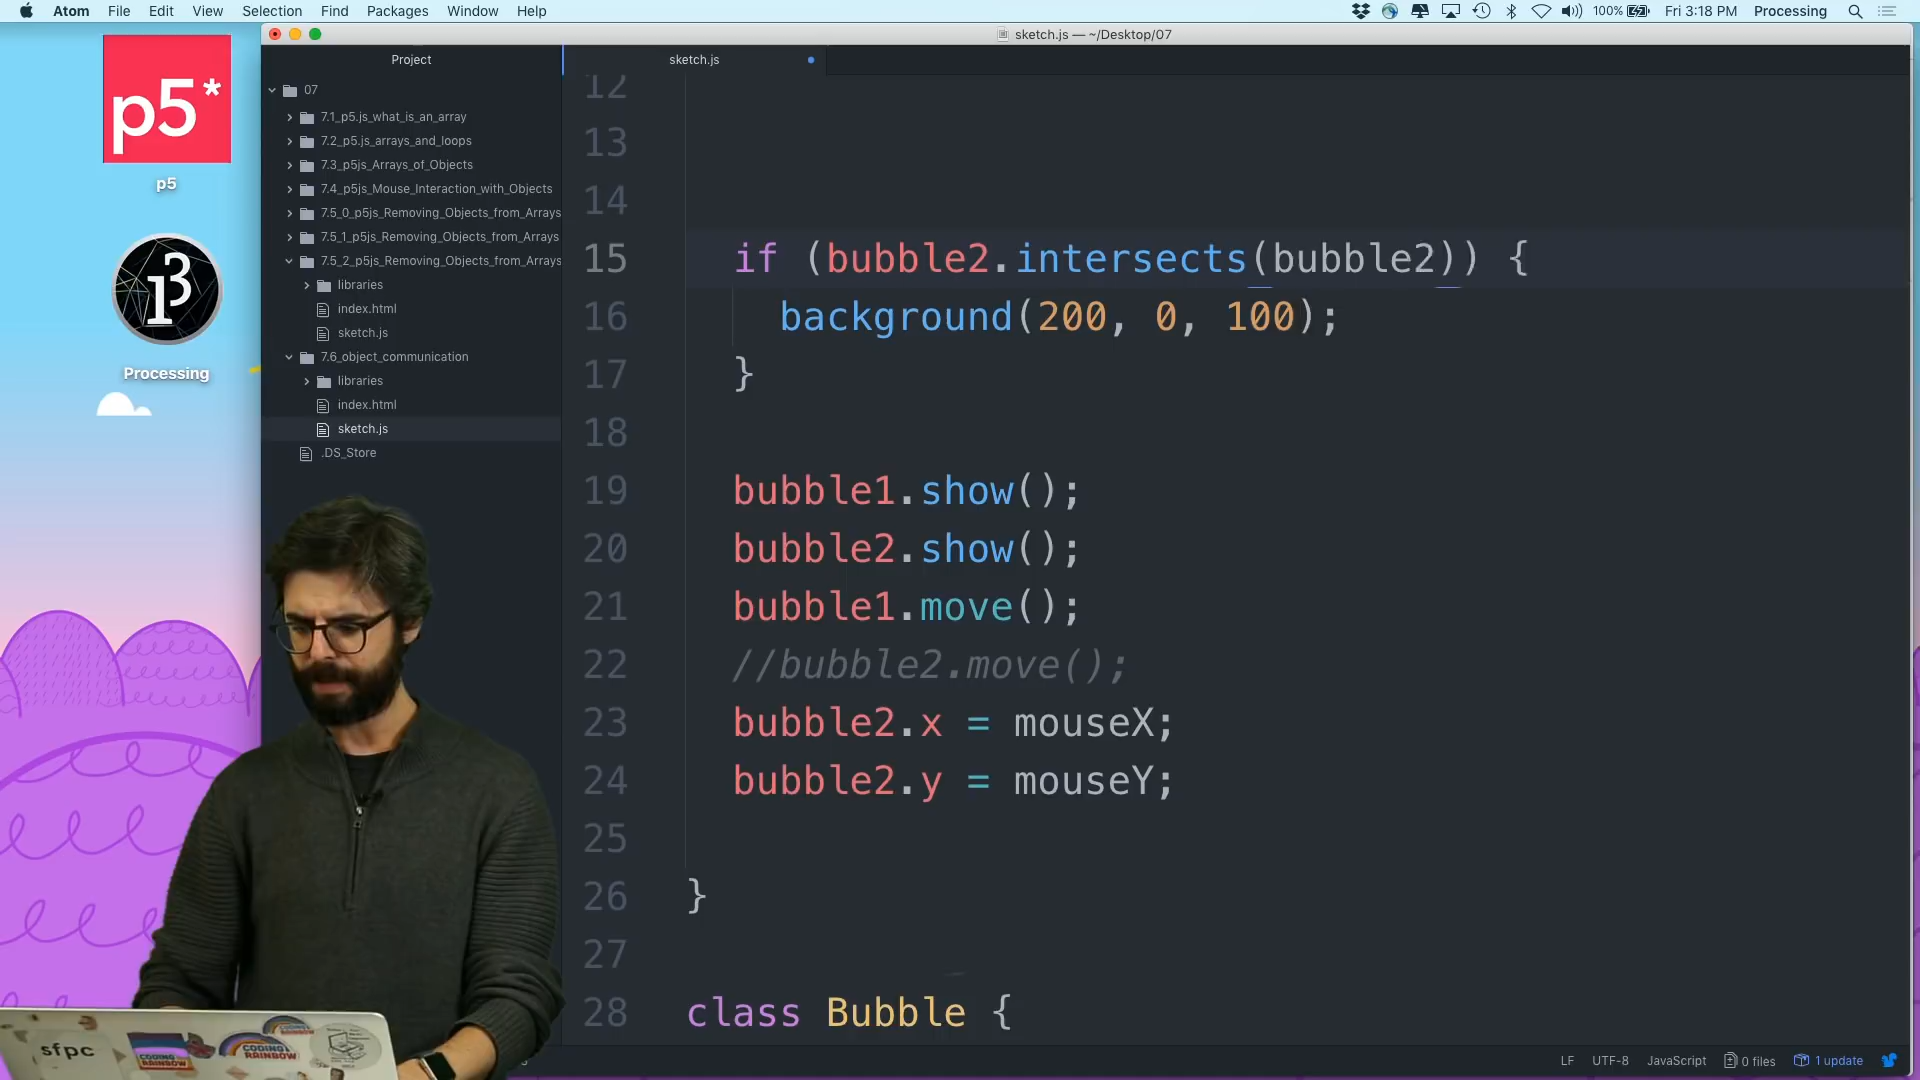 Atom File Edit View Selection Find Packages Window Help 100% Fri 3:18 PM Processing
sketch.js — ~/Desktop/07
Project
sketch.js
p5*
p5
Processing
07
7.1_p5.js_what_is_an_array
7.2_p5.js_arrays_and_loops
7.3_p5js_Arrays_of_Objects
7.4_p5js_Mouse_Interaction_with_Objects
7.5_0_p5js_Removing_Objects_from_Arrays
7.5_1_p5js_Removing_Objects_from_Arrays
7.5_2_p5js_Removing_Objects_from_Arrays
libraries
index.html
sketch.js
7.6_object_communication
libraries
index.html
sketch.js
.DS_Store
12
13
14
15 if (bubble2.intersects(bubble2)) {
16 background(200, 0, 100);
17 }
18
19 bubble1.show();
20 bubble2.show();
21 bubble1.move();
22 //bubble2.move();
23 bubble2.x = mouseX;
24 bubble2.y = mouseY;
25
26 }
27
28 class Bubble {
sfpc
CODING RAINBOW
CODING RAINBOW
LF UTF-8 JavaScript 0 files 1 update